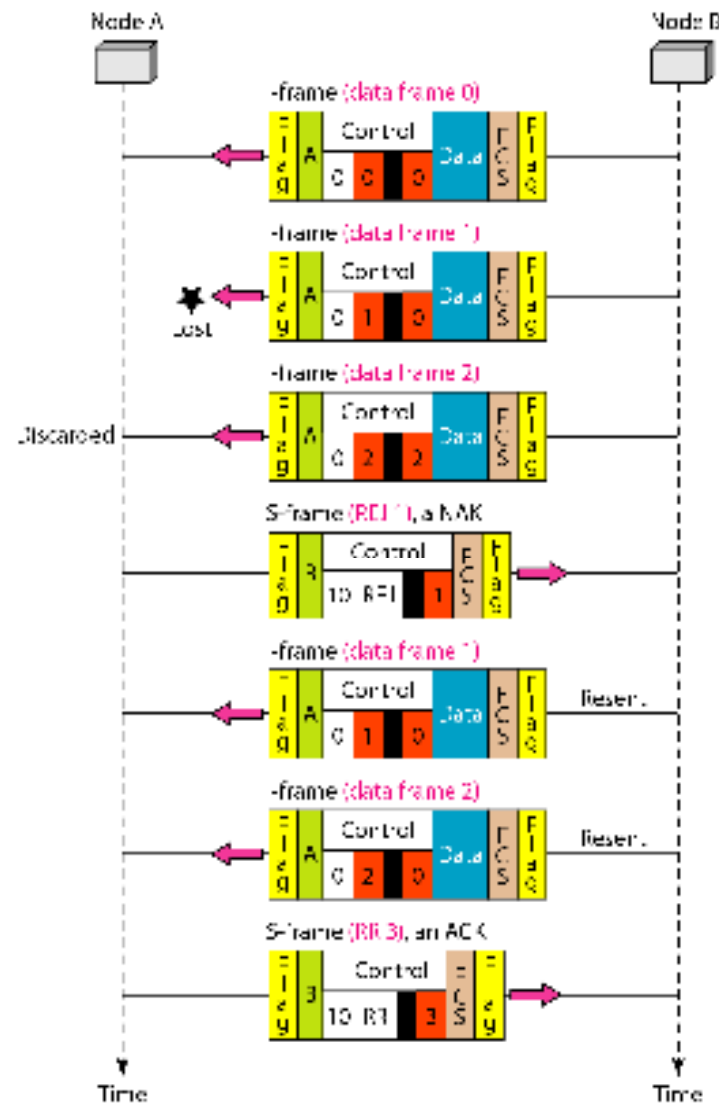 Node A
Node B
-frame (data frame 0)
Flag A Control Data FCS Flag
0 0 0
-frame (data frame 1)
Flag A Control Data FCS Flag
0 1 0
Lost
-frame (data frame 2)
Discarded
Flag A Control Data FCS Flag
0 2 2
S-frame (REJ 1), a NAK
Flag B Control FCS Flag
10 REJ 1
-frame (data frame 1)
Flag A Control Data FCS Flag
0 1 0
Resent
-frame (data frame 2)
Flag A Control Data FCS Flag
0 2 0
Resent
S-frame (RR 3), an ACK
Flag B Control FCS Flag
10 RR 3
Time
Time